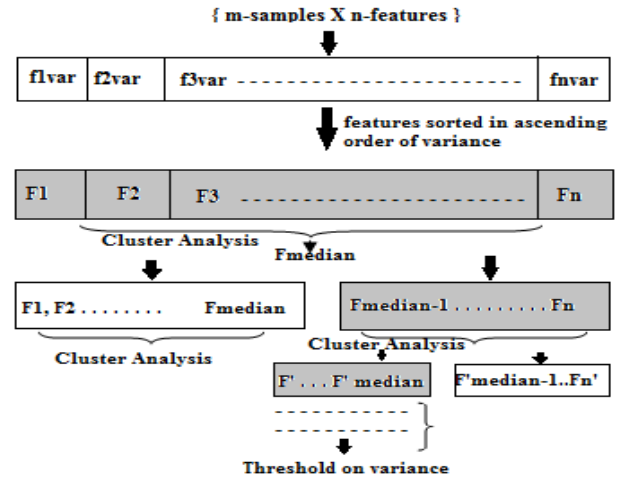 { m-samples X n-features }
f1var f2var f3var - - - - - - - - - - - - - - - - - - - - - - - - fnvar
features sorted in ascending
order of variance
F1 F2 F3 - - - - - - - - - - - - - - - - - - - - - - - - Fn
Cluster Analysis
Fmedian
F1, F2 . . . . . . . . Fmedian
Fmedian-1 . . . . . . . . . Fn
Cluster Analysis
Cluster Analysis
F' . . . F' median
F'median-1..Fn'
Threshold on variance